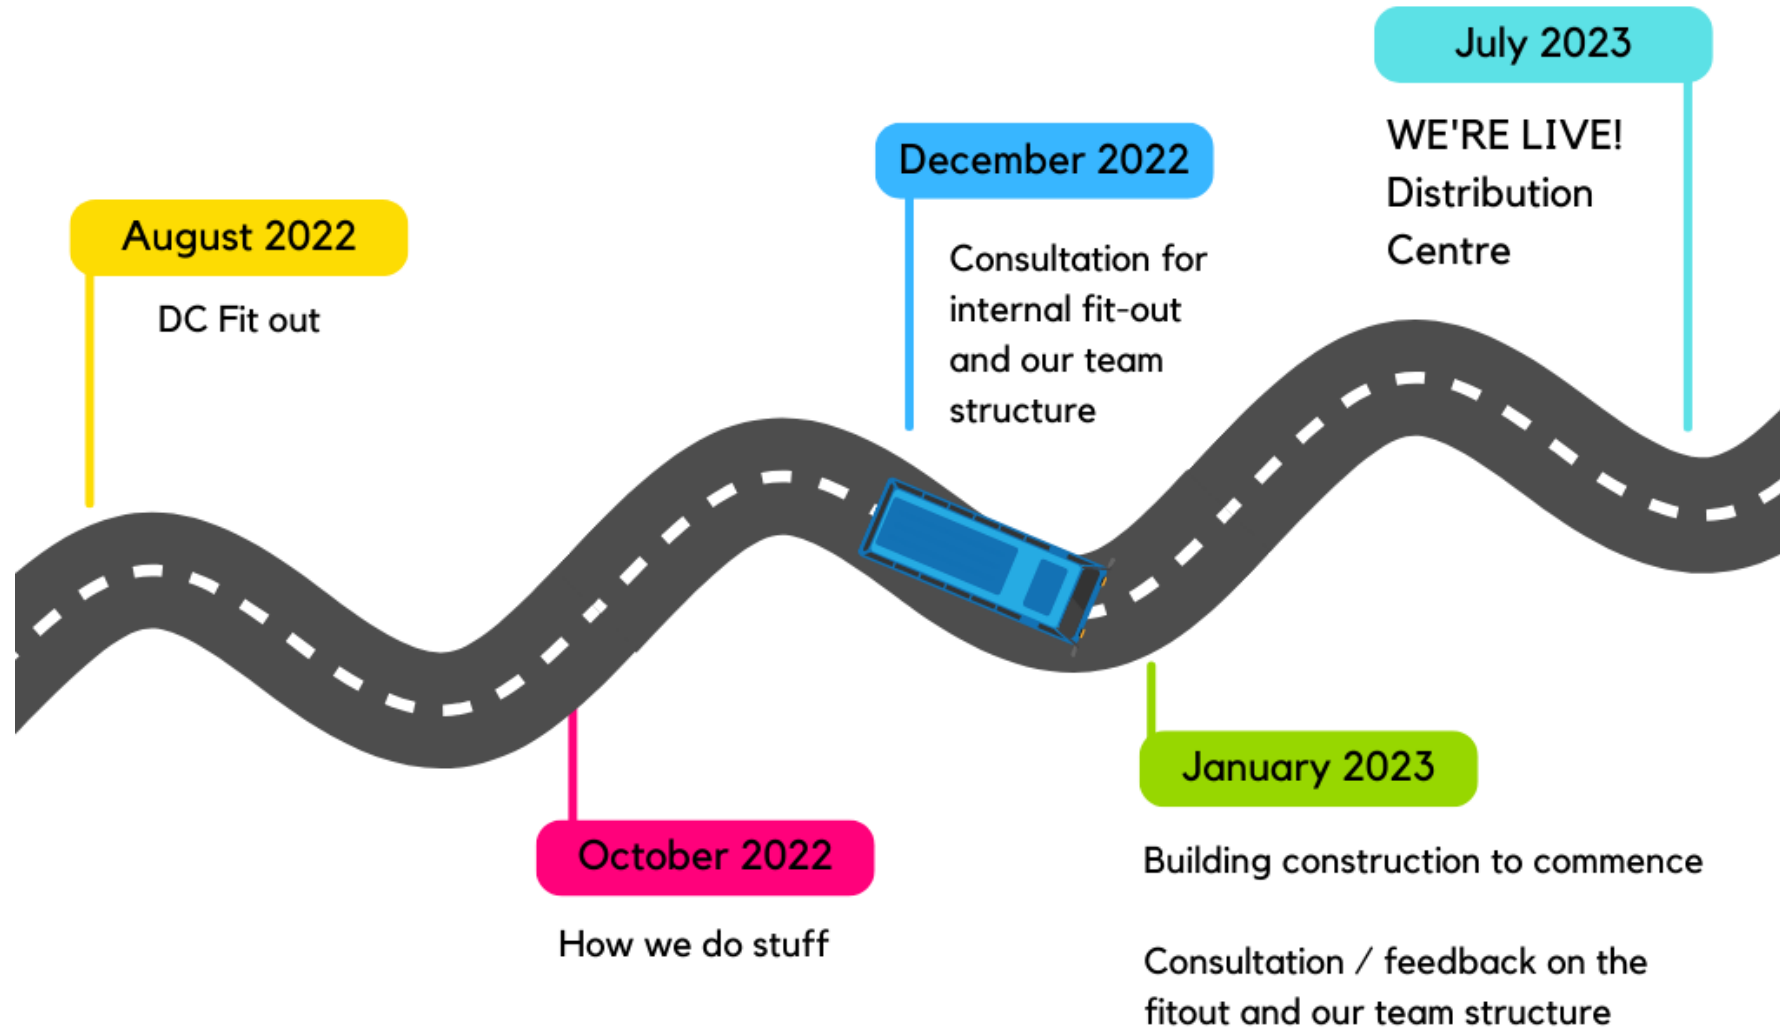 August 2022
DC Fit out
October 2022
How we do stuff
December 2022
Consultation for
internal fit-out
and our team
structure
January 2023
Building construction to commence
Consultation / feedback on the
fitout and our team structure
July 2023
WE'RE LIVE!
Distribution
Centre